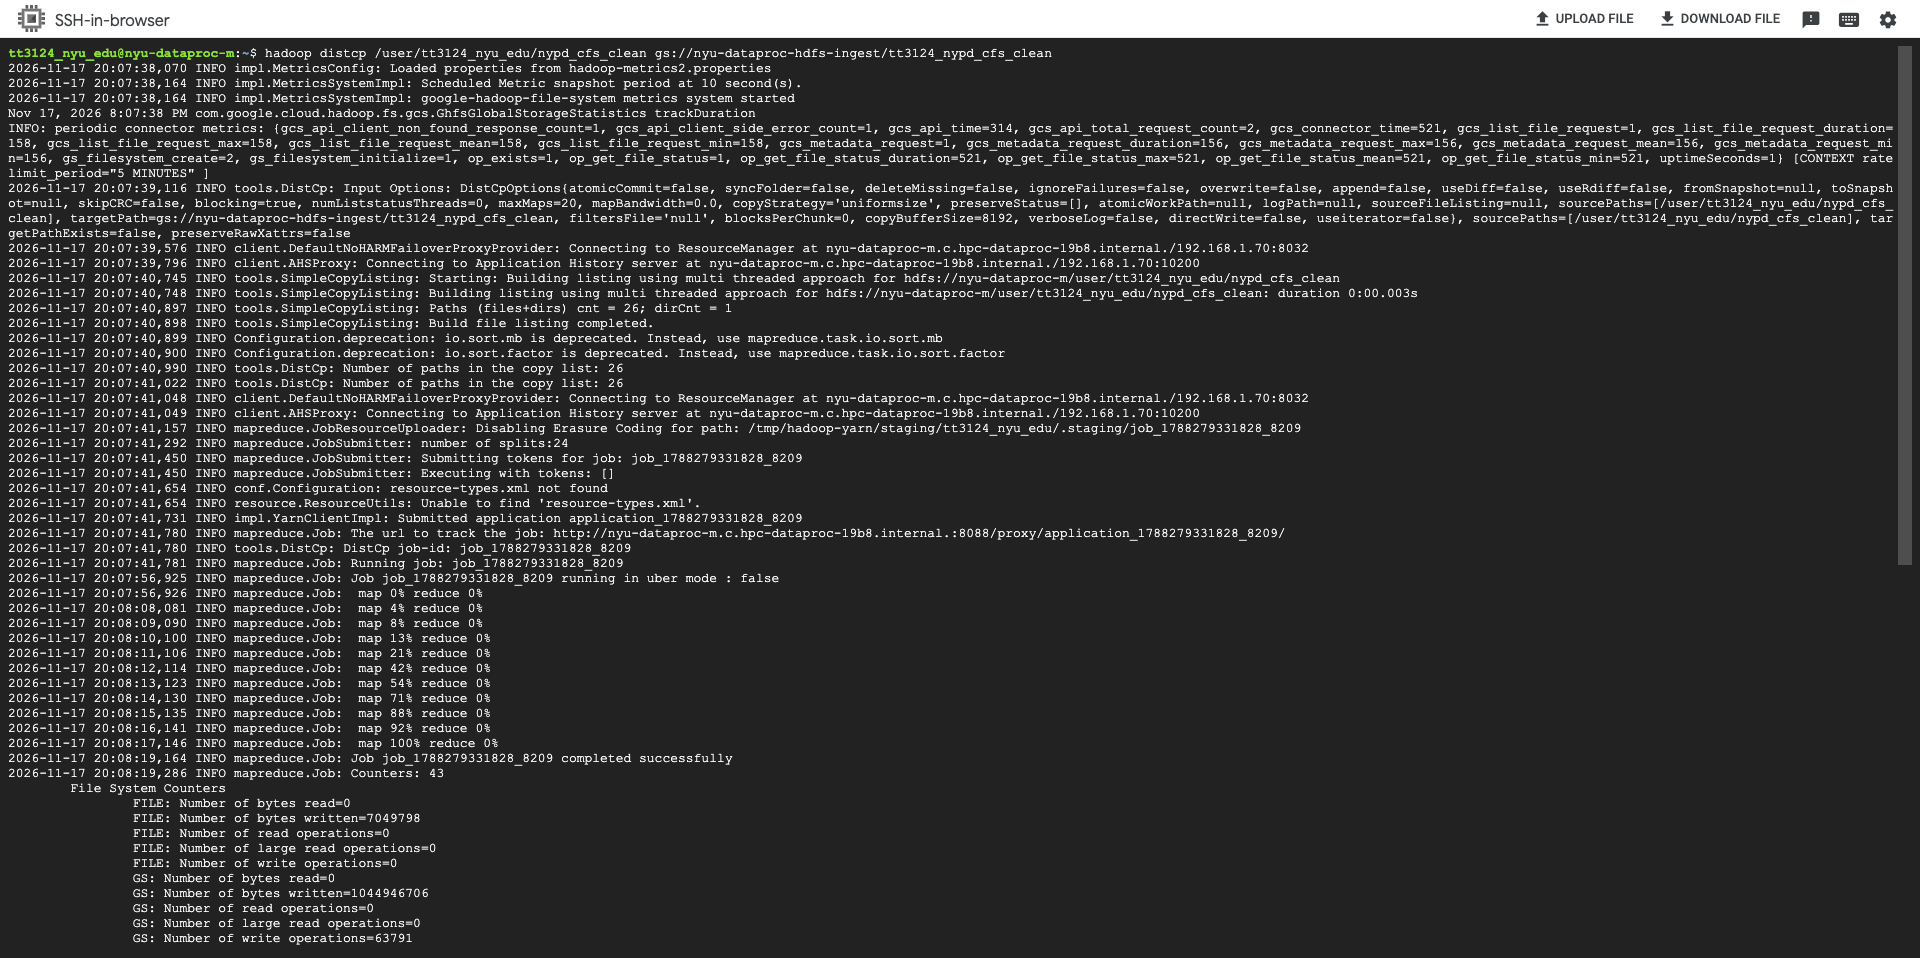 SSH-in-browser
UPLOAD FILE
DOWNLOAD FILE
tt3124_nyu_edu@nyu-dataproc-m:~$ hadoop distcp /user/tt3124_nyu_edu/nypd_cfs_clean gs://nyu-dataproc-hdfs-ingest/tt3124_nypd_cfs_clean
2026-11-17 20:07:38,070 INFO impl.MetricsConfig: Loaded properties from hadoop-metrics2.properties
2026-11-17 20:07:38,164 INFO impl.MetricsSystemImpl: Scheduled Metric snapshot period at 10 second(s).
2026-11-17 20:07:38,164 INFO impl.MetricsSystemImpl: google-hadoop-file-system metrics system started
Nov 17, 2026 8:07:38 PM com.google.cloud.hadoop.fs.gcs.GhfsGlobalStorageStatistics trackDuration
INFO: periodic connector metrics: {gcs_api_client_non_found_response_count=1, gcs_api_client_side_error_count=1, gcs_api_time=314, gcs_api_total_request_count=2, gcs_connector_time=521, gcs_list_file_request=1, gcs_list_file_request_duration=
158, gcs_list_file_request_max=158, gcs_list_file_request_mean=158, gcs_list_file_request_min=158, gcs_metadata_request=1, gcs_metadata_request_duration=156, gcs_metadata_request_max=156, gcs_metadata_request_mean=156, gcs_metadata_request_mi
n=156, gs_filesystem_create=2, gs_filesystem_initialize=1, op_exists=1, op_get_file_status=1, op_get_file_status_duration=521, op_get_file_status_max=521, op_get_file_status_mean=521, op_get_file_status_min=521, uptimeSeconds=1} [CONTEXT rate
limit_period="5 MINUTES" ]
2026-11-17 20:07:39,116 INFO tools.DistCp: Input Options: DistCpOptions{atomicCommit=false, syncFolder=false, deleteMissing=false, ignoreFailures=false, overwrite=false, append=false, useDiff=false, useRdiff=false, fromSnapshot=null, toSnapsh
ot=null, skipCRC=false, blocking=true, numListstatusThreads=0, maxMaps=20, mapBandwidth=0.0, copyStrategy='uniformsize', preserveStatus=[], atomicWorkPath=null, logPath=null, sourceFileListing=null, sourcePaths=[/user/tt3124_nyu_edu/nypd_cfs_
clean], targetPath=gs://nyu-dataproc-hdfs-ingest/tt3124_nypd_cfs_clean, filtersFile='null', blocksPerChunk=0, copyBufferSize=8192, verboseLog=false, directWrite=false, useiterator=false}, sourcePaths=[/user/tt3124_nyu_edu/nypd_cfs_clean], tar
getPathExists=false, preserveRawXattrs=false
2026-11-17 20:07:39,576 INFO client.DefaultNoHARMFailoverProxyProvider: Connecting to ResourceManager at nyu-dataproc-m.c.hpc-dataproc-19b8.internal./192.168.1.70:8032
2026-11-17 20:07:39,796 INFO client.AHSProxy: Connecting to Application History server at nyu-dataproc-m.c.hpc-dataproc-19b8.internal./192.168.1.70:10200
2026-11-17 20:07:40,745 INFO tools.SimpleCopyListing: Starting: Building listing using multi threaded approach for hdfs://nyu-dataproc-m/user/tt3124_nyu_edu/nypd_cfs_clean
2026-11-17 20:07:40,748 INFO tools.SimpleCopyListing: Building listing using multi threaded approach for hdfs://nyu-dataproc-m/user/tt3124_nyu_edu/nypd_cfs_clean: duration 0:00.003s
2026-11-17 20:07:40,897 INFO tools.SimpleCopyListing: Paths (files+dirs) cnt = 26; dirCnt = 1
2026-11-17 20:07:40,898 INFO tools.SimpleCopyListing: Build file listing completed.
2026-11-17 20:07:40,899 INFO Configuration.deprecation: io.sort.mb is deprecated. Instead, use mapreduce.task.io.sort.mb
2026-11-17 20:07:40,900 INFO Configuration.deprecation: io.sort.factor is deprecated. Instead, use mapreduce.task.io.sort.factor
2026-11-17 20:07:40,990 INFO tools.DistCp: Number of paths in the copy list: 26
2026-11-17 20:07:41,022 INFO tools.DistCp: Number of paths in the copy list: 26
2026-11-17 20:07:41,048 INFO client.DefaultNoHARMFailoverProxyProvider: Connecting to ResourceManager at nyu-dataproc-m.c.hpc-dataproc-19b8.internal./192.168.1.70:8032
2026-11-17 20:07:41,049 INFO client.AHSProxy: Connecting to Application History server at nyu-dataproc-m.c.hpc-dataproc-19b8.internal./192.168.1.70:10200
2026-11-17 20:07:41,157 INFO mapreduce.JobResourceUploader: Disabling Erasure Coding for path: /tmp/hadoop-yarn/staging/tt3124_nyu_edu/.staging/job_1788279331828_8209
2026-11-17 20:07:41,292 INFO mapreduce.JobSubmitter: number of splits:24
2026-11-17 20:07:41,450 INFO mapreduce.JobSubmitter: Submitting tokens for job: job_1788279331828_8209
2026-11-17 20:07:41,450 INFO mapreduce.JobSubmitter: Executing with tokens: []
2026-11-17 20:07:41,654 INFO conf.Configuration: resource-types.xml not found
2026-11-17 20:07:41,654 INFO resource.ResourceUtils: Unable to find 'resource-types.xml'.
2026-11-17 20:07:41,731 INFO impl.YarnClientImpl: Submitted application application_1788279331828_8209
2026-11-17 20:07:41,780 INFO mapreduce.Job: The url to track the job: http://nyu-dataproc-m.c.hpc-dataproc-19b8.internal.:8088/proxy/application_1788279331828_8209/
2026-11-17 20:07:41,780 INFO tools.DistCp: DistCp job-id: job_1788279331828_8209
2026-11-17 20:07:41,781 INFO mapreduce.Job: Running job: job_1788279331828_8209
2026-11-17 20:07:56,925 INFO mapreduce.Job: Job job_1788279331828_8209 running in uber mode : false
2026-11-17 20:07:56,926 INFO mapreduce.Job:  map 0% reduce 0%
2026-11-17 20:08:08,081 INFO mapreduce.Job:  map 4% reduce 0%
2026-11-17 20:08:09,090 INFO mapreduce.Job:  map 8% reduce 0%
2026-11-17 20:08:10,100 INFO mapreduce.Job:  map 13% reduce 0%
2026-11-17 20:08:11,106 INFO mapreduce.Job:  map 21% reduce 0%
2026-11-17 20:08:12,114 INFO mapreduce.Job:  map 42% reduce 0%
2026-11-17 20:08:13,123 INFO mapreduce.Job:  map 54% reduce 0%
2026-11-17 20:08:14,130 INFO mapreduce.Job:  map 71% reduce 0%
2026-11-17 20:08:15,135 INFO mapreduce.Job:  map 88% reduce 0%
2026-11-17 20:08:16,141 INFO mapreduce.Job:  map 92% reduce 0%
2026-11-17 20:08:17,146 INFO mapreduce.Job:  map 100% reduce 0%
2026-11-17 20:08:19,164 INFO mapreduce.Job: Job job_1788279331828_8209 completed successfully
2026-11-17 20:08:19,286 INFO mapreduce.Job: Counters: 43
File System Counters
FILE: Number of bytes read=0
FILE: Number of bytes written=7049798
FILE: Number of read operations=0
FILE: Number of large read operations=0
FILE: Number of write operations=0
GS: Number of bytes read=0
GS: Number of bytes written=1044946706
GS: Number of read operations=0
GS: Number of large read operations=0
GS: Number of write operations=63791